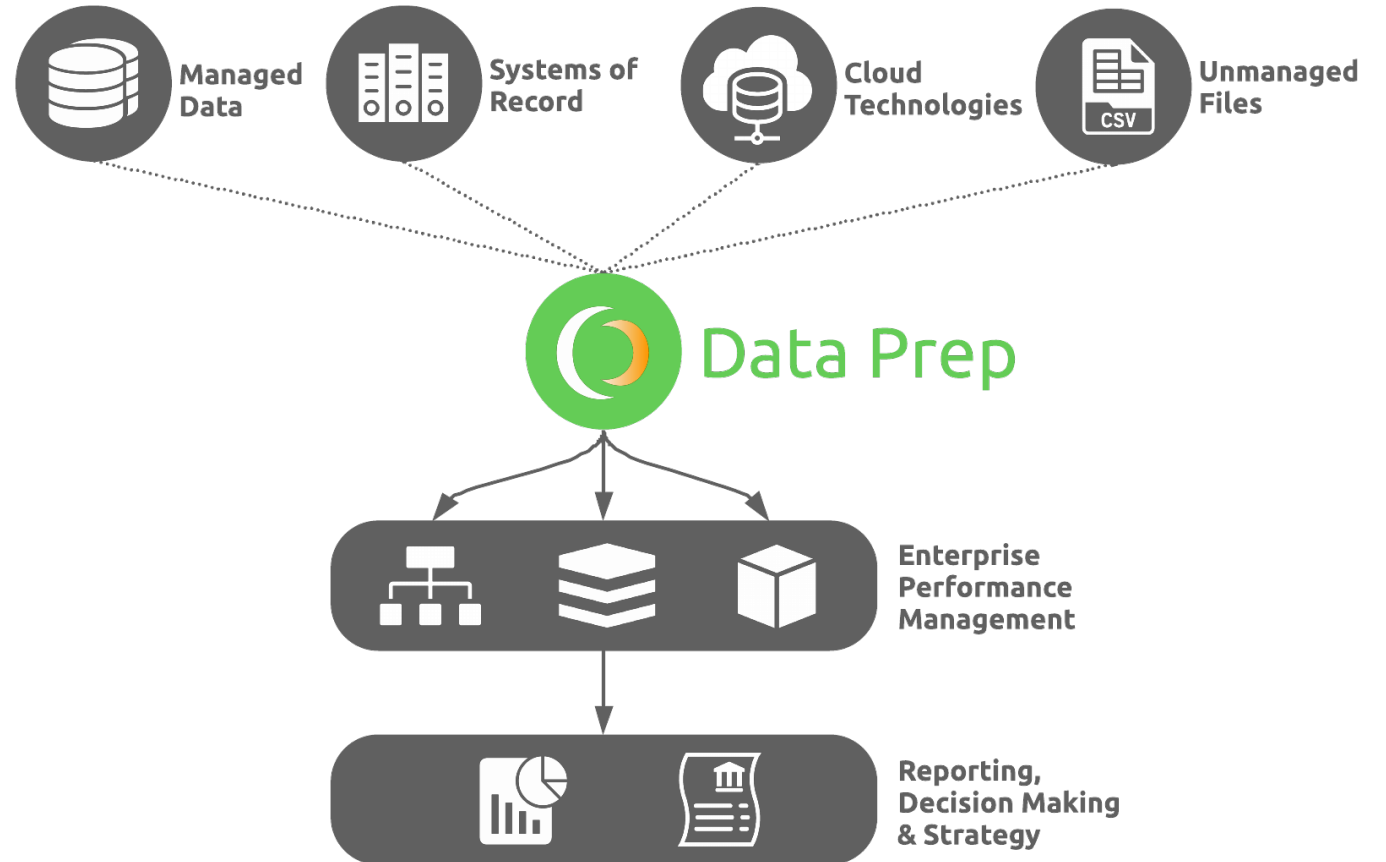 Managed
Data
Systems of
Record
Cloud
Technologies
Unmanaged
Files
CSV
Data Prep
Enterprise
Performance
Management
Reporting,
Decision Making
& Strategy